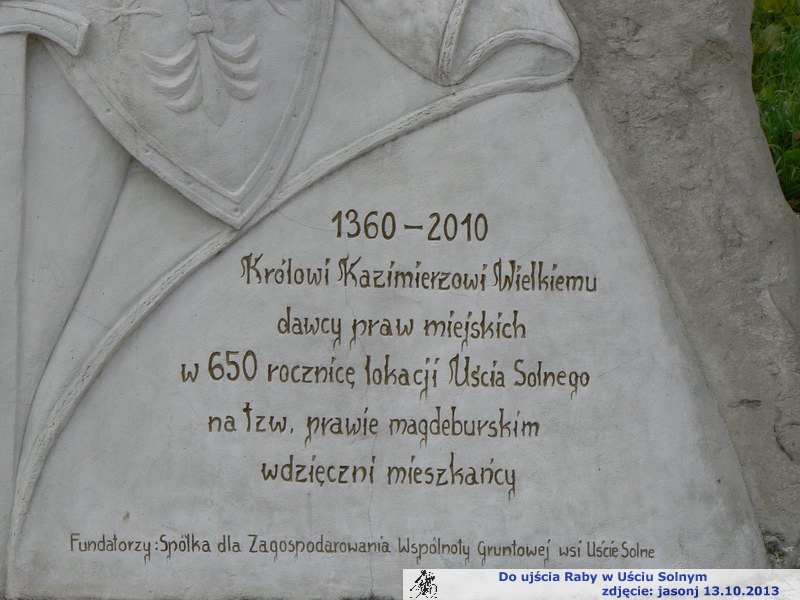 1360 – 2010
Królowi Kazimierzowi Wielkiemu
dawcy praw miejskich
w 650 rocznicę lokacji Uścia Solnego
na tzw. prawie magdeburskim
wdzięczni mieszkańcy
Fundatorzy: Spółka dla Zagospodarowania Wspólnoty Gruntowej wsi Uście Solne
Do ujścia Raby w Uściu Solnym
zdjęcie: jasonj 13.10.2013